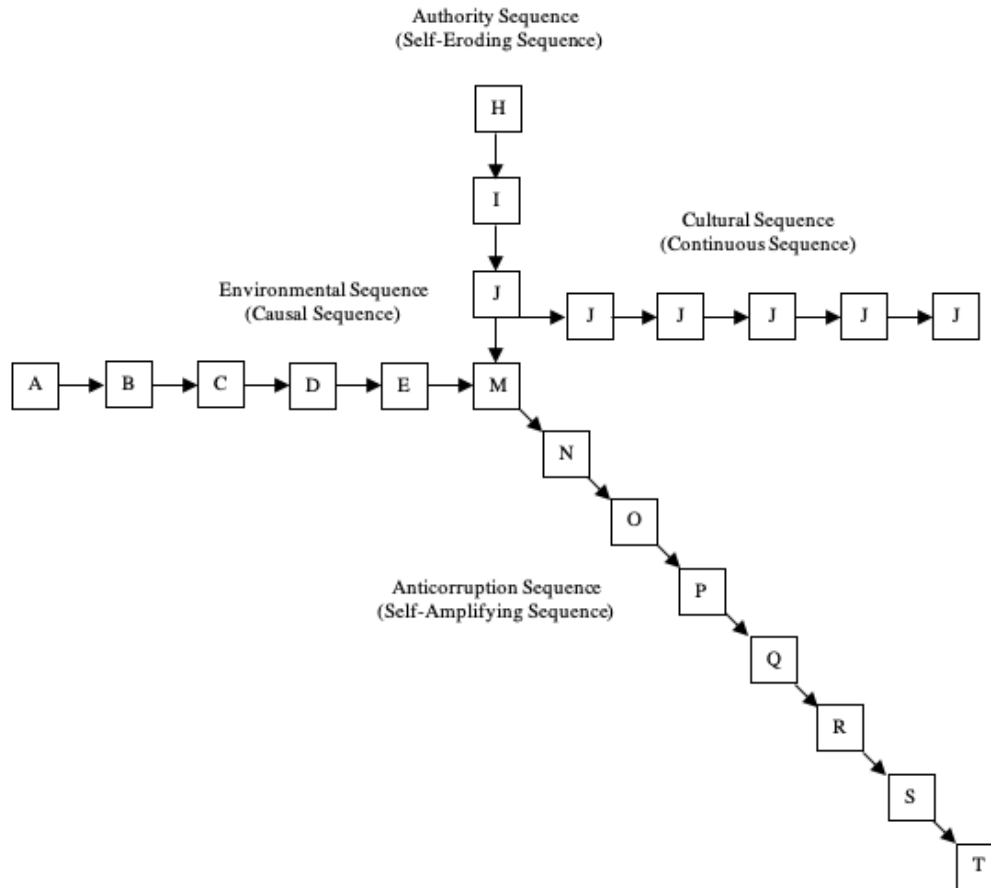 Authority Sequence
(Self-Eroding Sequence)
H
I
Cultural Sequence
(Continuous Sequence)
Environmental Sequence
(Causal Sequence)
J
J
J
J
J
J
A
B
C
D
E
M
N
O
Anticorruption Sequence
(Self-Amplifying Sequence)
P
Q
R
S
T